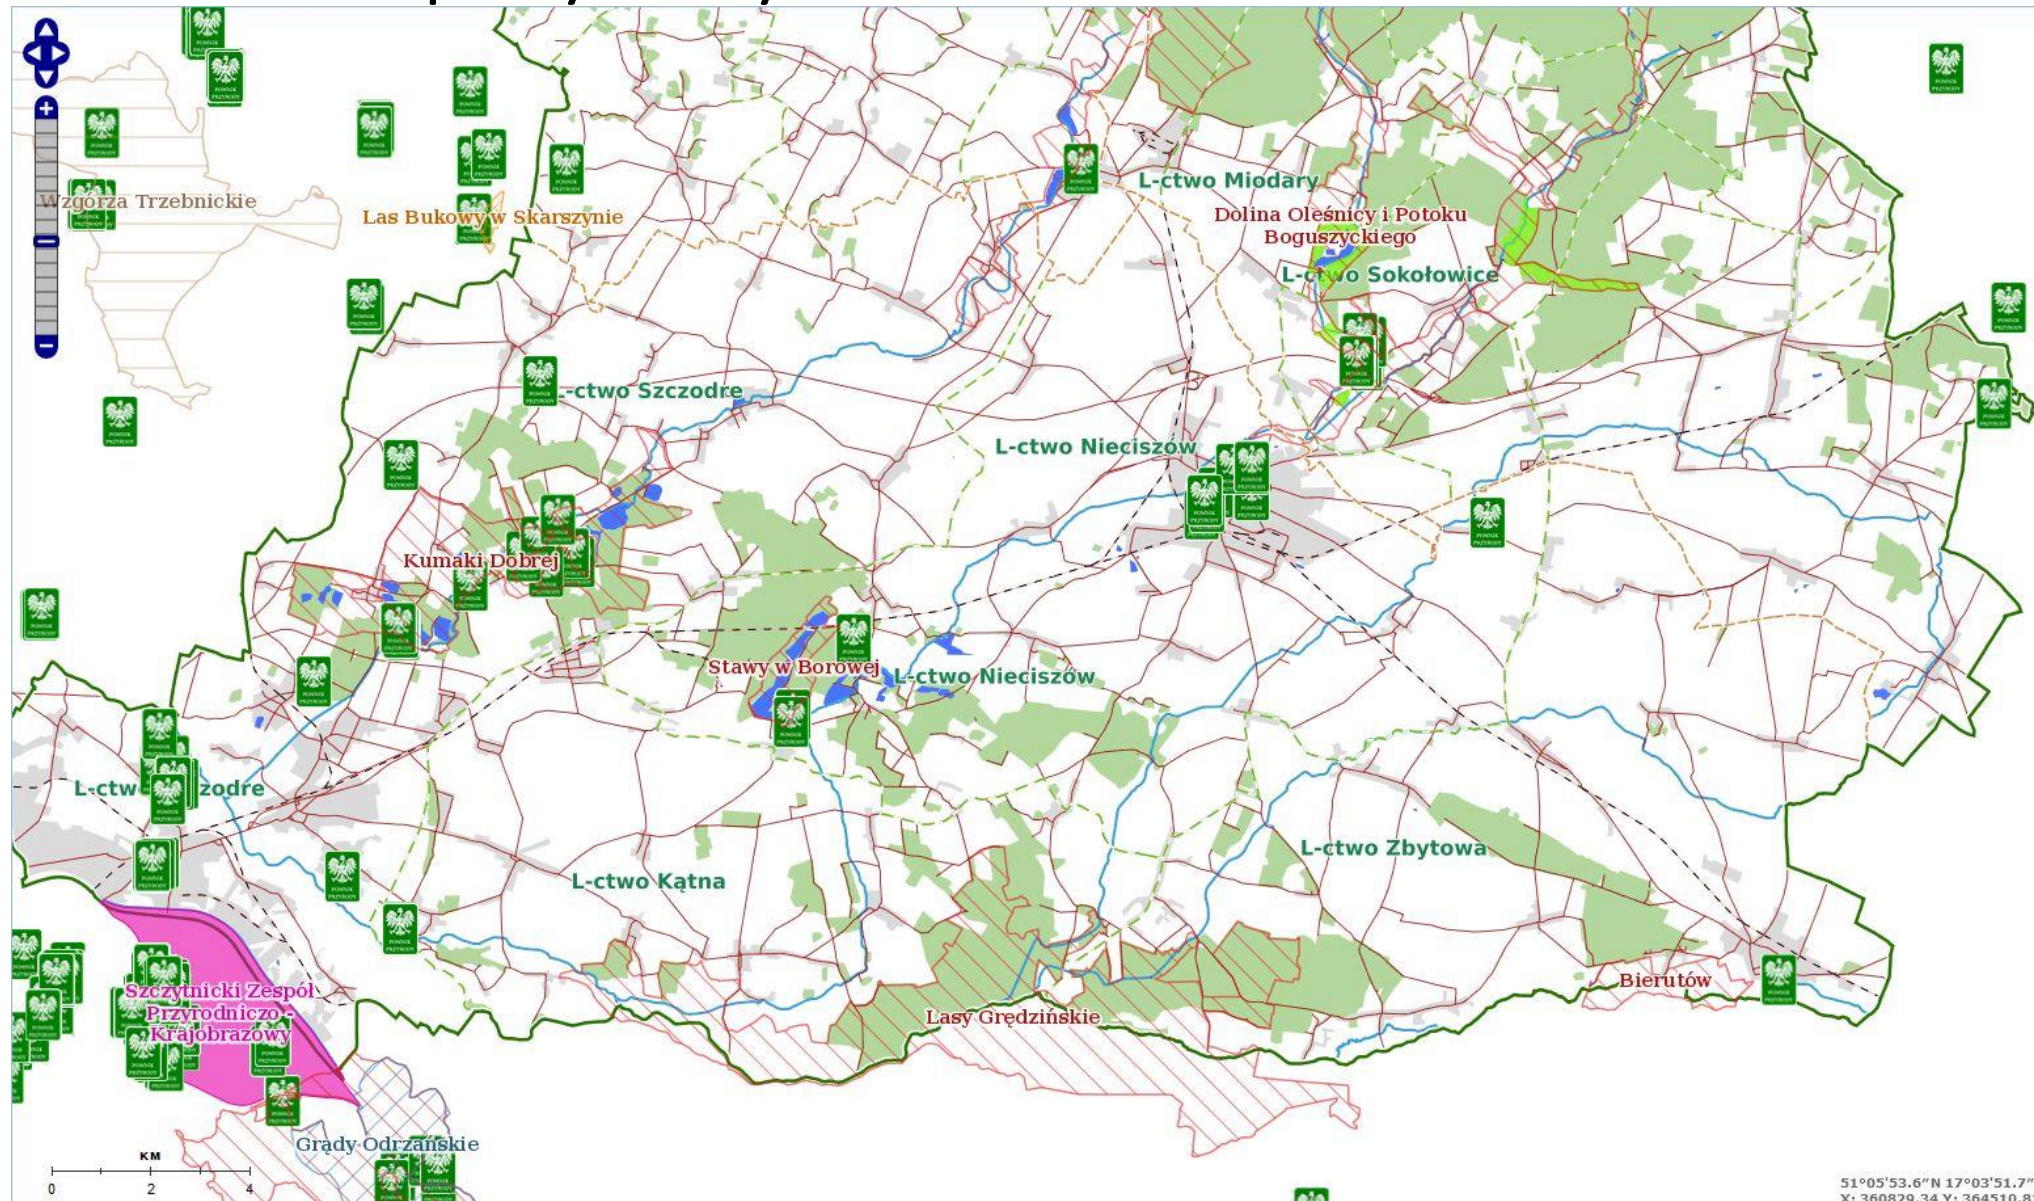 Wzgórza Trzebnickie
Las Bukowy w Skarszynie
L-ctwo Miodary
Dolina Oleśnicy i Potoku
Boguszyckiego
L-ctwo Sokołowice
L-ctwo Szczodre
L-ctwo Nieciszów
Kumaki Dobrej
Stawy w Borowej
L-ctwo Nieciszów
L-ctwo Zbytowa
L-ctwo Kątna
Bierutów
Szczytnicki Zespół
Przyrodniczo -
Krajobrazowy
Lasy Grędzińskie
Grądy Odrzańskie
KM
0 2 4
51°05'53.6"N 17°03'51.7"
POMNIK
PRZYRODY